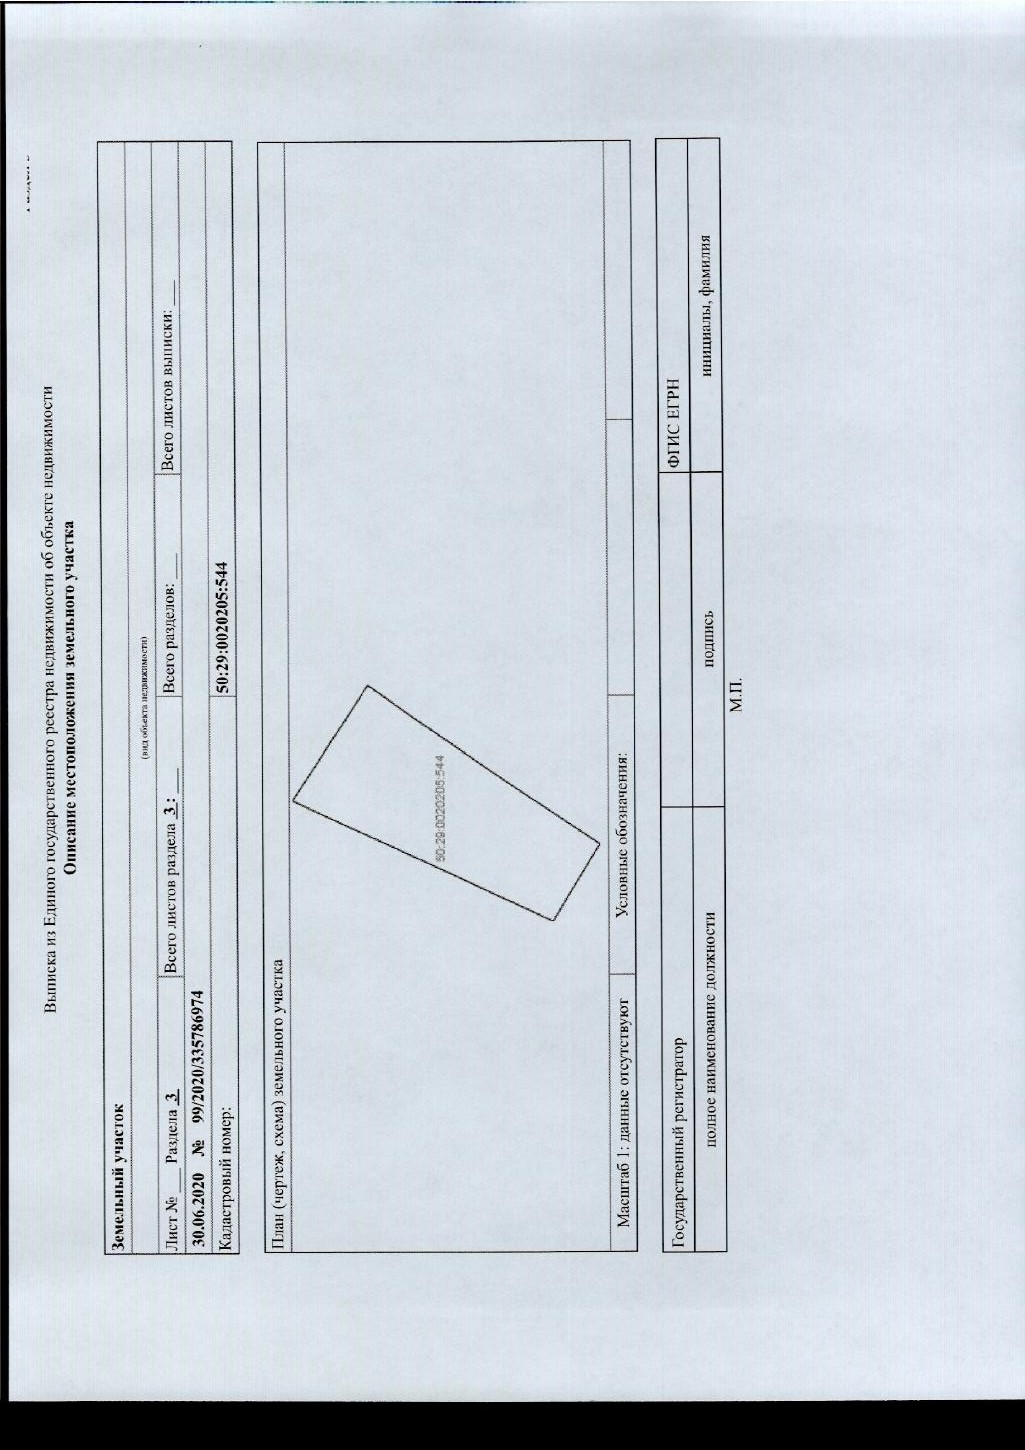 Выписка из Единого государственного реестра недвижимости об объекте недвижимости
Описание местоположения земельного участка
Земельный участок
(вид объекта недвижимости)
Лист № ___ Раздела 3 Всего листов раздела 3 : ___ Всего разделов: ___ Всего листов выписки: ___
30.06.2020 № 99/2020/335786974
Кадастровый номер: 50:29:0020205:544
План (чертеж, схема) земельного участка
50:29:0020205:544
Масштаб 1: данные отсутствуют Условные обозначения:
Государственный регистратор ФГИС ЕГРН
полное наименование должности подпись инициалы, фамилия
М.П.